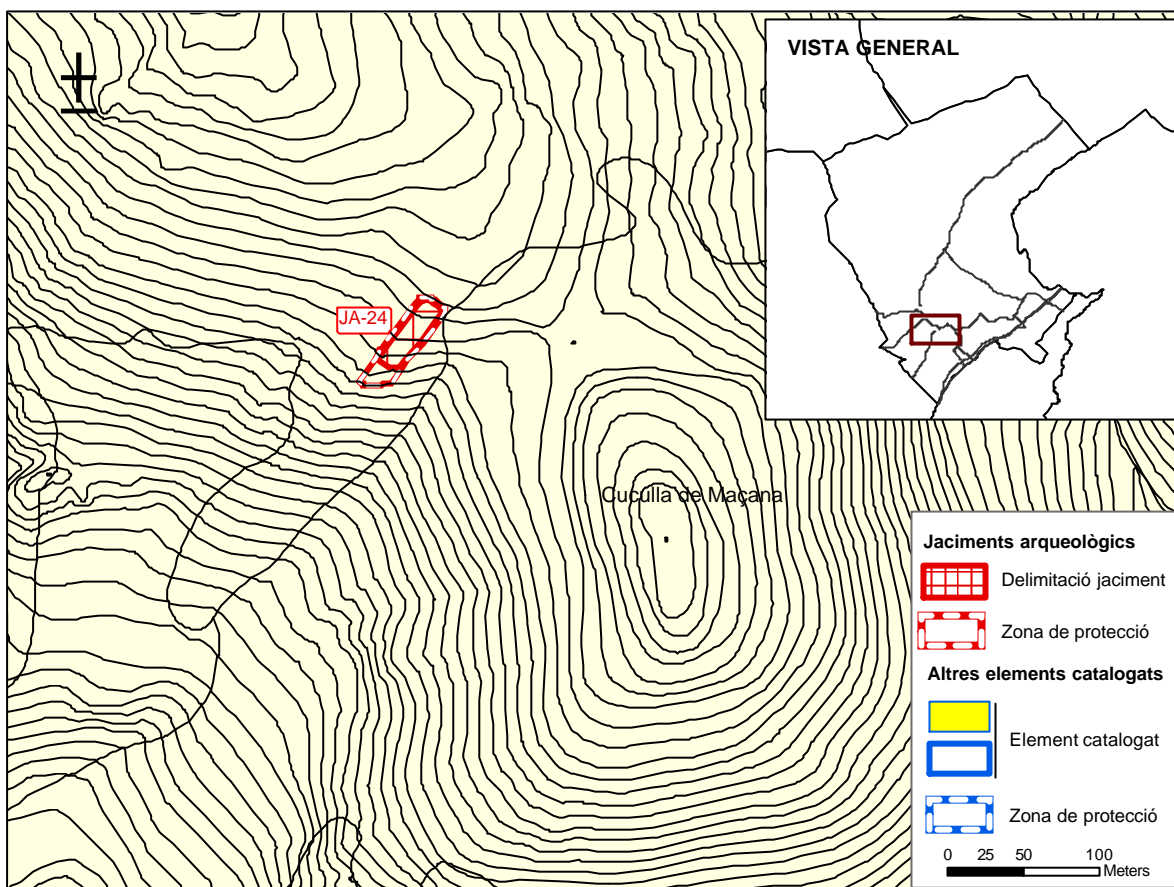 VISTA GENERAL
JA-24
Cuculla de Maçana
Jaciments arqueològics
Delimitació jaciment
Zona de protecció
Altres elements catalogats
Element catalogat
Zona de protecció
0 25 50 100
Meters